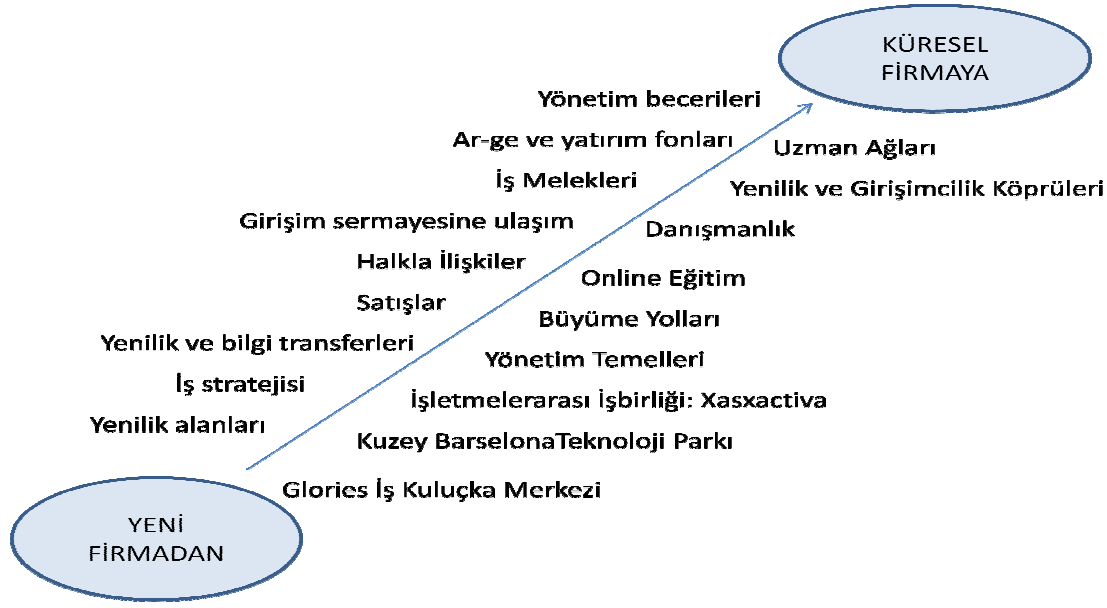 KÜRESEL
FİRMAYA
Yönetim becerileri
Ar-ge ve yatırım fonları
Uzman Ağları
İş Melekleri
Yenilik ve Girişimcilik Köprüleri
Girişim sermayesine ulaşım
Danışmanlık
Halkla İlişkiler
Online Eğitim
Satışlar
Büyüme Yolları
Yenilik ve bilgi transferleri
Yönetim Temelleri
İş stratejisi
İşletmelerarası İşbirliği: Xasxactiva
Yenilik alanları
Kuzey BarselonaTeknoloji Parkı
Glories İş Kuluçka Merkezi
YENİ
FİRMADAN